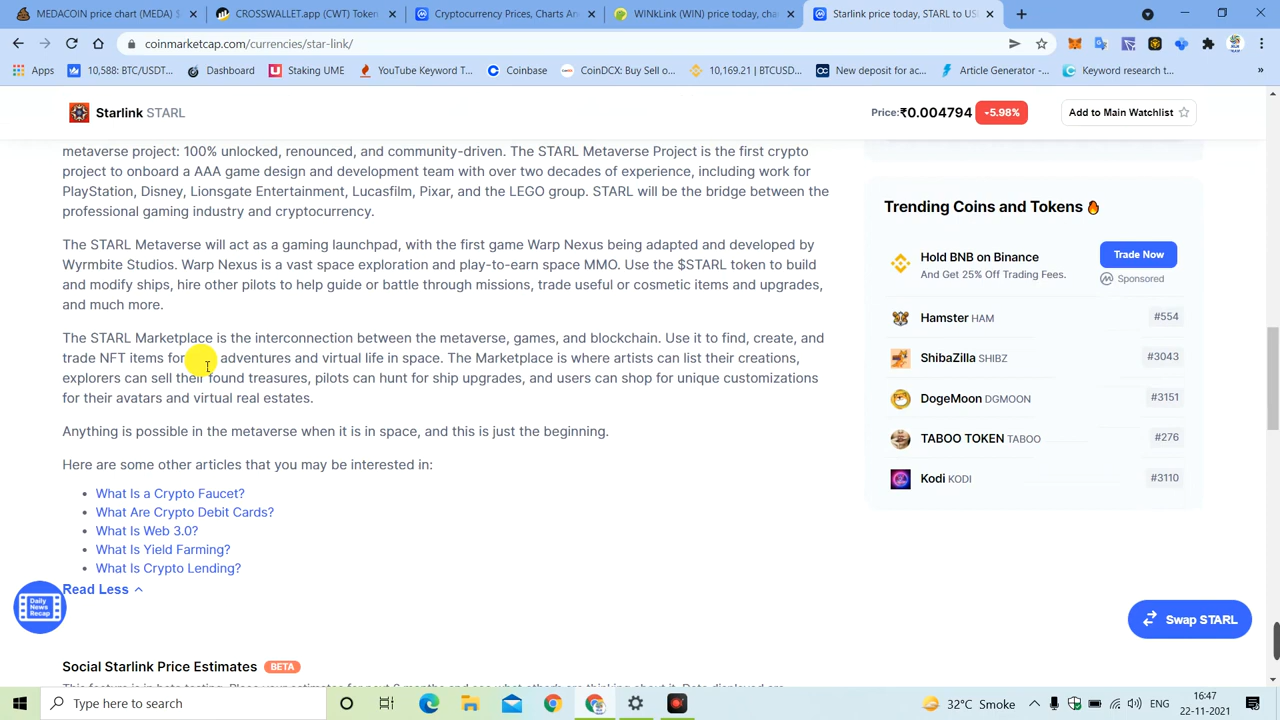 MEDACOIN ($MEDA)
CROSSWALLET.(CWT) Token
Cryptocurrency Price, Charts An
WINkLink (WIN) price today, cha
Starlink price today, STARL to US
coinmarketcap.com/currencies/star-link/
Apps
10,588: BTC/USDT...
Dashboard
Staking UME
YouTube Keyword T...
Coinbase
CoinDCX: Buy Sell o...
10,169.21 | BTCUSD...
New deposit for ac...
Article Generator -...
Keyword research t...
»
Starlink STARL
Price:₹0.004794
-5.98%
Add to Main Watchlist
metaverse project: 100% unlocked, renounced, and community-driven. The STARL Metaverse Project is the first crypto
project to onboard a AAA game design and development team with over two decades of experience, including work for
PlayStation, Disney, Lionsgate Entertainment, Lucasfilm, Pixar, and the LEGO group. STARL will be the bridge between the
professional gaming industry and cryptocurrency.
The STARL Metaverse will act as a gaming launchpad, with the first game Warp Nexus being adapted and developed by
Wyrmbite Studios. Warp Nexus is a vast space exploration and play-to-earn space MMO. Use the $STARL token to build
and modify ships, hire other pilots to help guide or battle through missions, trade useful or cosmetic items and upgrades,
and much more.
The STARL Marketplace is the interconnection between the metaverse, games, and blockchain. Use it to find, create, and
trade NFT items for adventures and virtual life in space. The Marketplace is where artists can list their creations,
explorers can sell their found treasures, pilots can hunt for ship upgrades, and users can shop for unique customizations
for their avatars and virtual real estates.
Anything is possible in the metaverse when it is in space, and this is just the beginning.
Here are some other articles that you may be interested in:
What Is a Crypto Faucet?
What Are Crypto Debit Cards?
What Is Web 3.0?
What Is Yield Farming?
What Is Crypto Lending?
Read Less
Daily
News
Recap
Social Starlink Price Estimates BETA
Trending Coins and Tokens
Hold BNB on Binance
And Get 25% Off Trading Fees.
Trade Now
Sponsored
Hamster HAM #554
ShibaZilla SHIBZ #3043
DogeMoon DGMOON #3151
TABOO TOKEN TABOO #276
Kodi KODI #3110
Swap STARL
Type here to search
32°C Smoke
ENG
16:47
22-11-2021